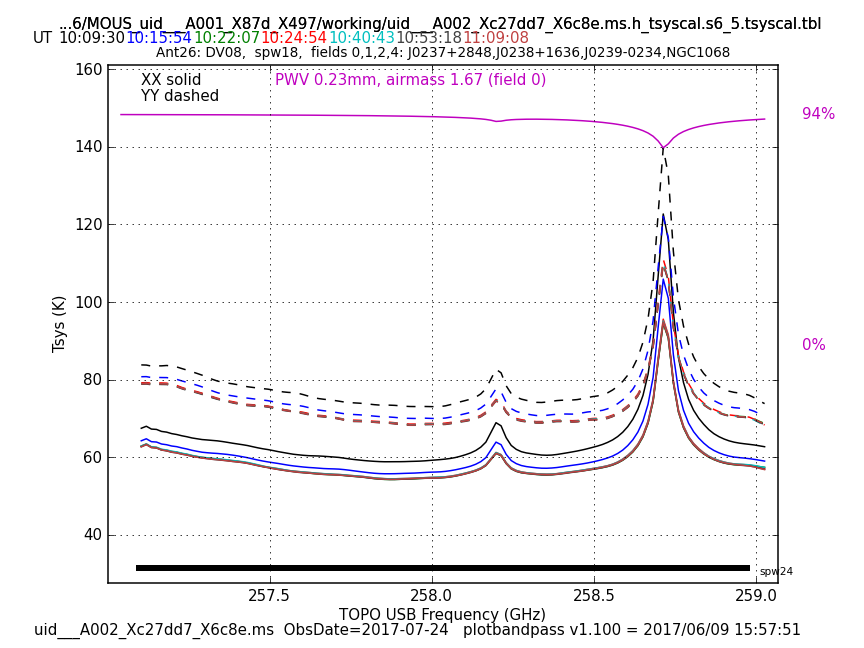 ...6/MOUS_uid___A001_X87d_X497/working/uid___A002_Xc27dd7_X6c8e.ms.h_tsyscal.s6_5.tsyscal.tbl
UT 10:09:30 10:15:54 10:22:07 10:24:54 10:40:43 10:53:18 11:09:08
Ant26: DV08, spw18, fields 0,1,2,4: J0237+2848,J0238+1636,J0239-0234,NGC1068
XX solid
YY dashed
PWV 0.23mm, airmass 1.67 (field 0)
94%
0%
160
140
120
100
80
60
40
Tsys (K)
spw24
257.5 258.0 258.5 259.0
TOPO USB Frequency (GHz)
uid___A002_Xc27dd7_X6c8e.ms ObsDate=2017-07-24 plotbandpass v1.100 = 2017/06/09 15:57:51